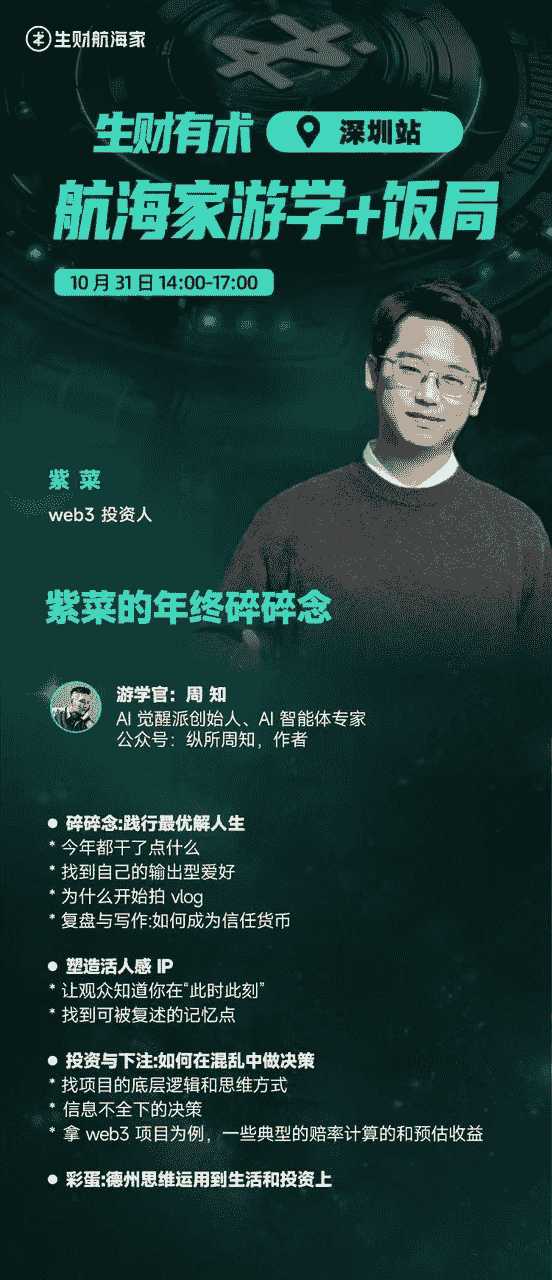 生财航海家
生财有术 深圳站
航海家游学+饭局
10 月 31 日 14:00-17:00
紫 菜
web3 投资人
紫菜的年终碎碎念
游学官：周 知
AI 觉醒派创始人、AI 智能体专家
公众号：纵所周知，作者
● 碎碎念:践行最优解人生
* 今年都干了点什么
* 找到自己的输出型爱好
* 为什么开始拍 vlog
* 复盘与写作:如何成为信任货币
● 塑造活人感 IP
* 让观众知道你在“此时此刻”
* 找到可被复述的记忆点
● 投资与下注:如何在混乱中做决策
* 找项目的底层逻辑和思维方式
* 信息不全下的决策
* 拿 web3 项目为例，一些典型的赔率计算的和预估收益
● 彩蛋:德州思维运用到生活和投资上